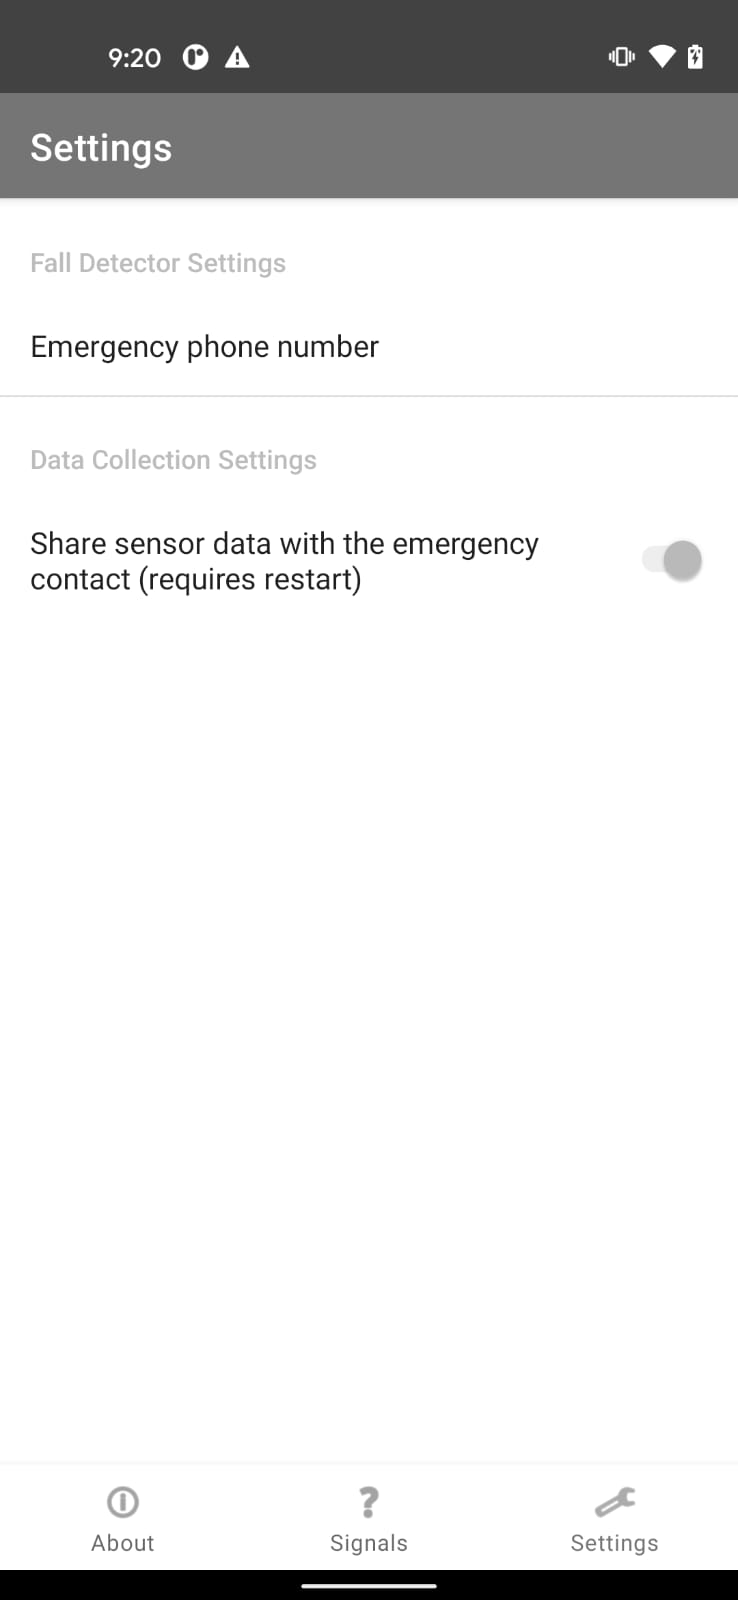 9:20
Settings
Fall Detector Settings
Emergency phone number
Data Collection Settings
Share sensor data with the emergency
contact (requires restart)
About
Signals
Settings